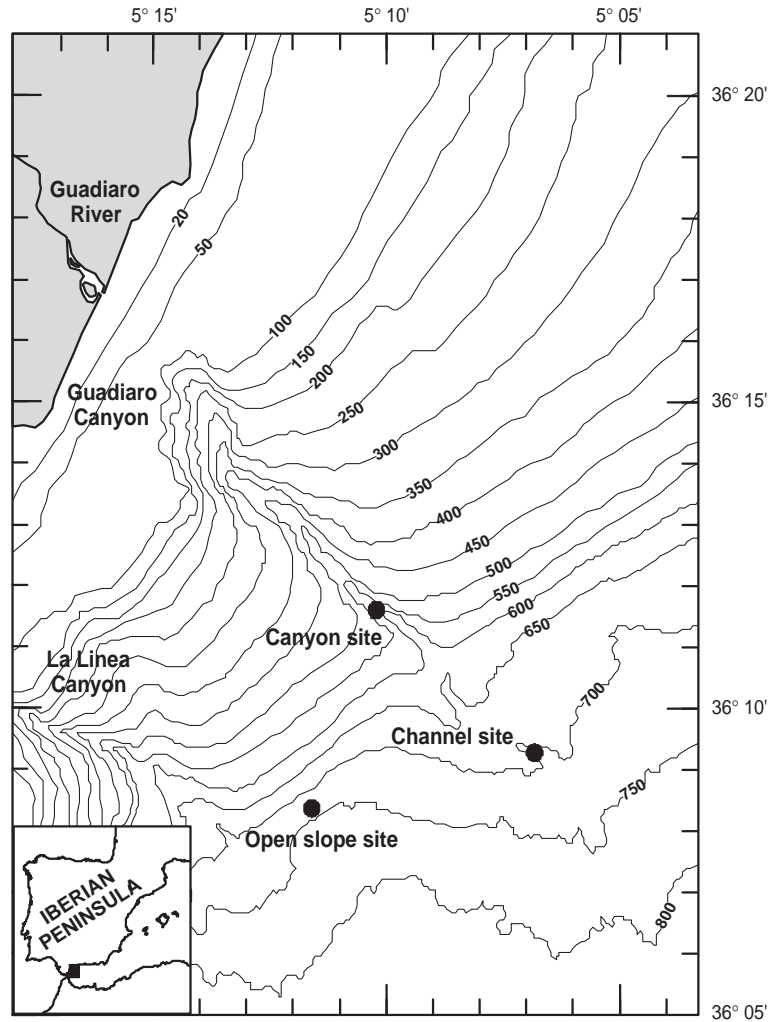 5° 15'
5° 10'
5° 05'
36° 20'
Guadiaro
River
20
50
100
150
200
Guadiaro
Canyon
36° 15'
250
300
350
400
450
500
550
600
650
Canyon site
La Linea
Canyon
700
36° 10'
Channel site
750
Open slope site
IBERIAN
PENINSULA
800
36° 05'